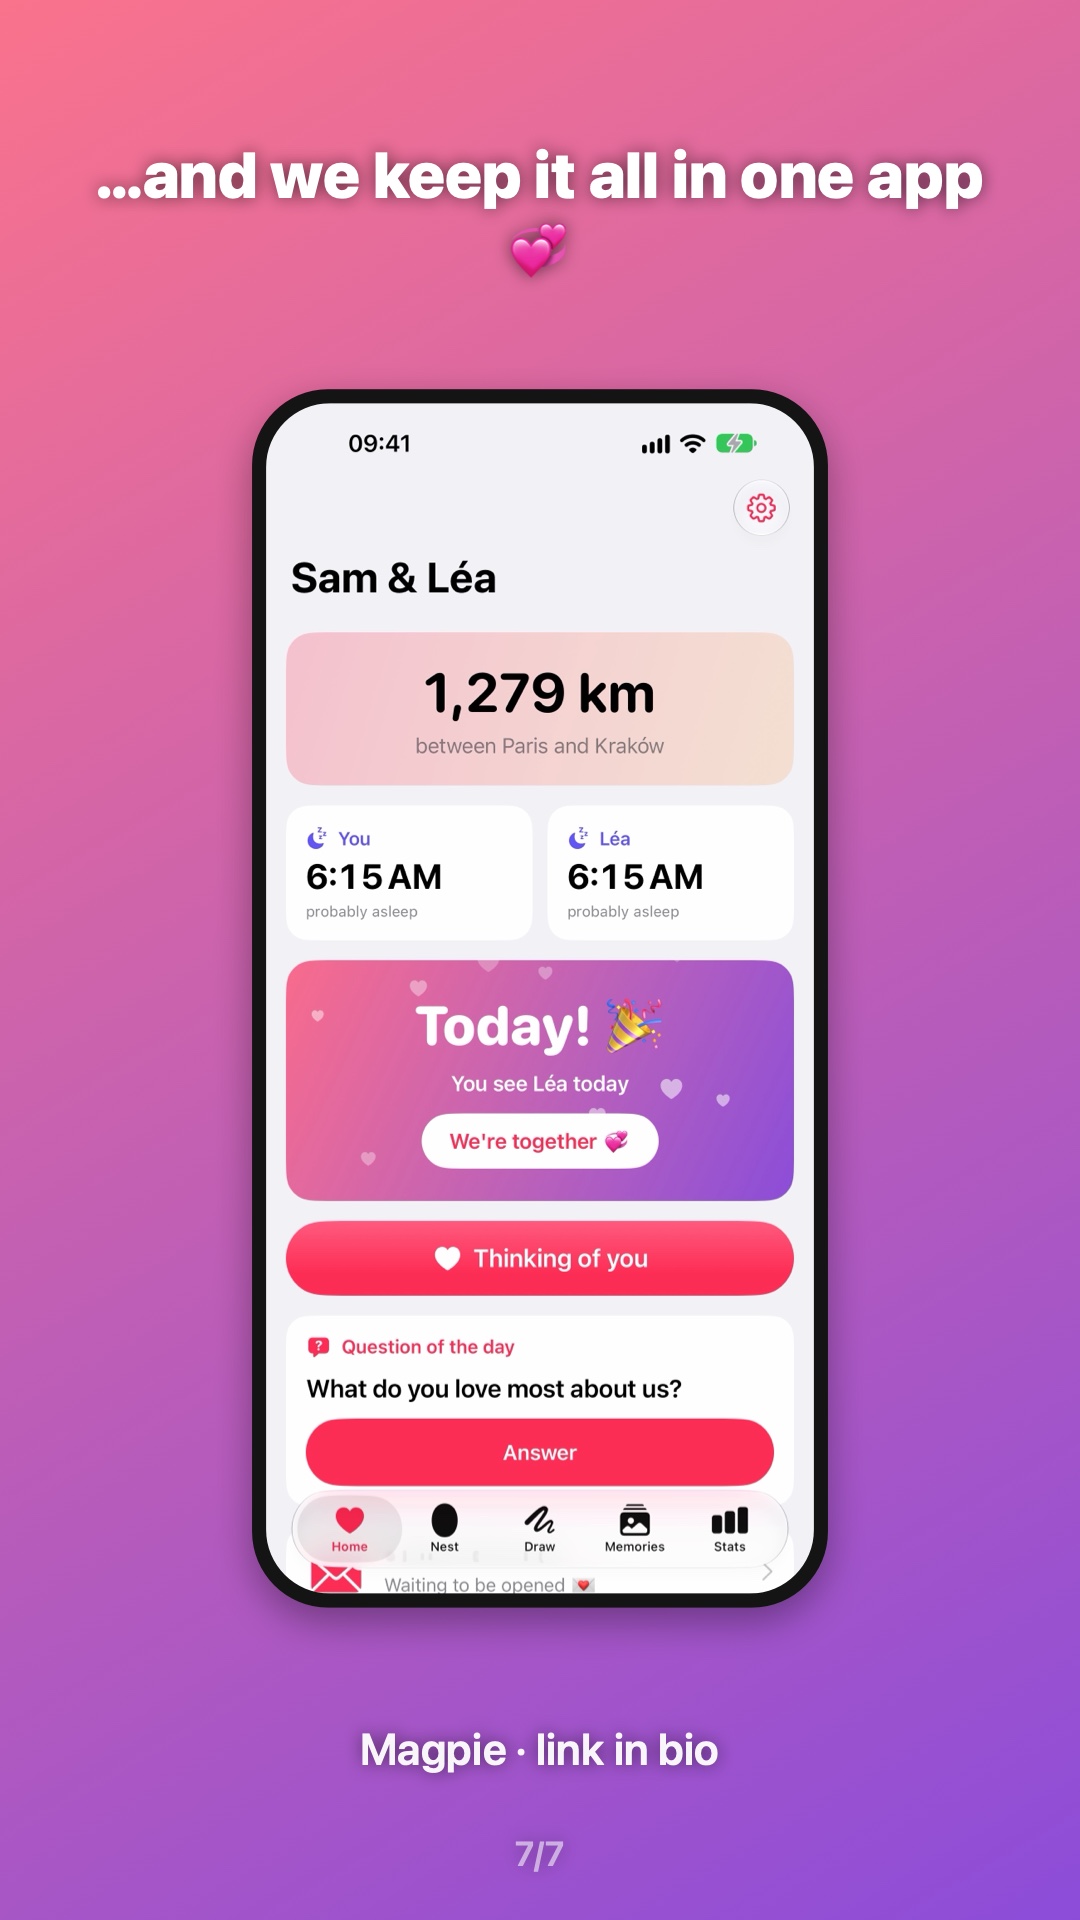 ...and we keep it all in one app
💞
09:41
Sam & Léa
1,279 km
between Paris and Kraków
You
6:15 AM
probably asleep
Léa
6:15 AM
probably asleep
Today! 🎉
You see Léa today
We're together 💞
Thinking of you
Question of the day
What do you love most about us?
Answer
Home
Nest
Draw
Memories
Stats
Waiting to be opened 💌
Magpie · link in bio
7/7